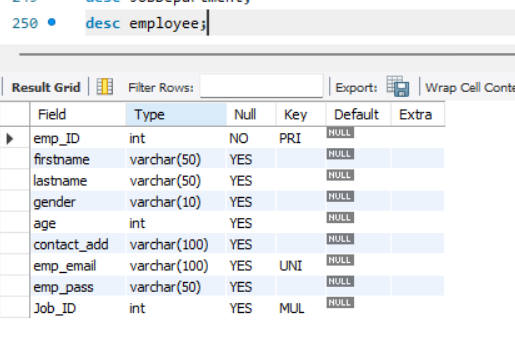 250 desc employee;
Result Grid Filter Rows: Export: Wrap Cell Conte
Field Type Null Key Default Extra
emp_ID int NO PRI NULL
firstname varchar(50) YES NULL
lastname varchar(50) YES NULL
gender varchar(10) YES NULL
age int YES NULL
contact_add varchar(100) YES NULL
emp_email varchar(100) YES UNI NULL
emp_pass varchar(50) YES NULL
Job_ID int YES MUL NULL